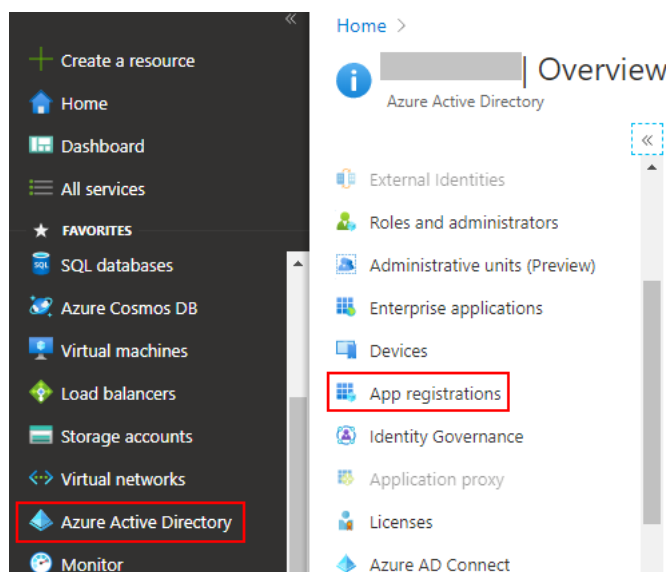 Create a resource
Home
Dashboard
All services
FAVORITES
SQL databases
Azure Cosmos DB
Virtual machines
Load balancers
Storage accounts
Virtual networks
Azure Active Directory
Monitor
Home >
| Overview
Azure Active Directory
External Identities
Roles and administrators
Administrative units (Preview)
Enterprise applications
Devices
App registrations
Identity Governance
Application proxy
Licenses
Azure AD Connect